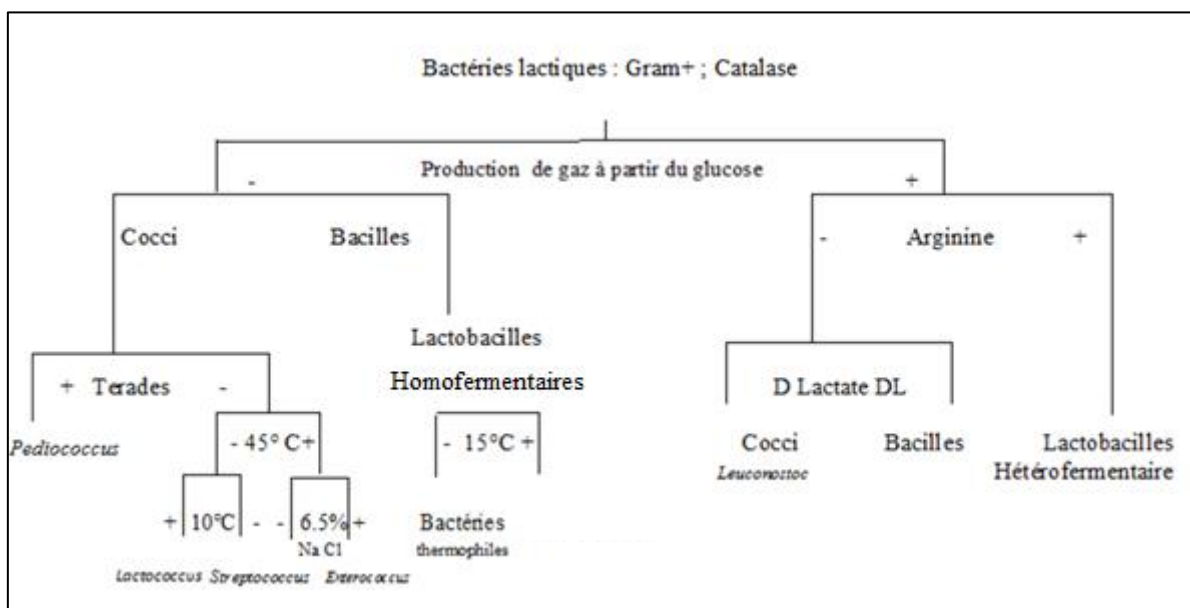 Bactéries lactiques : Gram+ ; Catalase
Production de gaz à partir du glucose
- +
Cocci Bacilles - Arginine +
Lactobacilles
Homofermentaires
+ Terades - D Lactate DL
Pediococcus - 45° C+ - 15°C + Cocci Bacilles Lactobacilles
Leuconostoc Hétérofermentaire
+ 10°C - - 6.5% + Bactéries
Na Cl thermophiles
Lactococcus Streptococcus Enterococcus